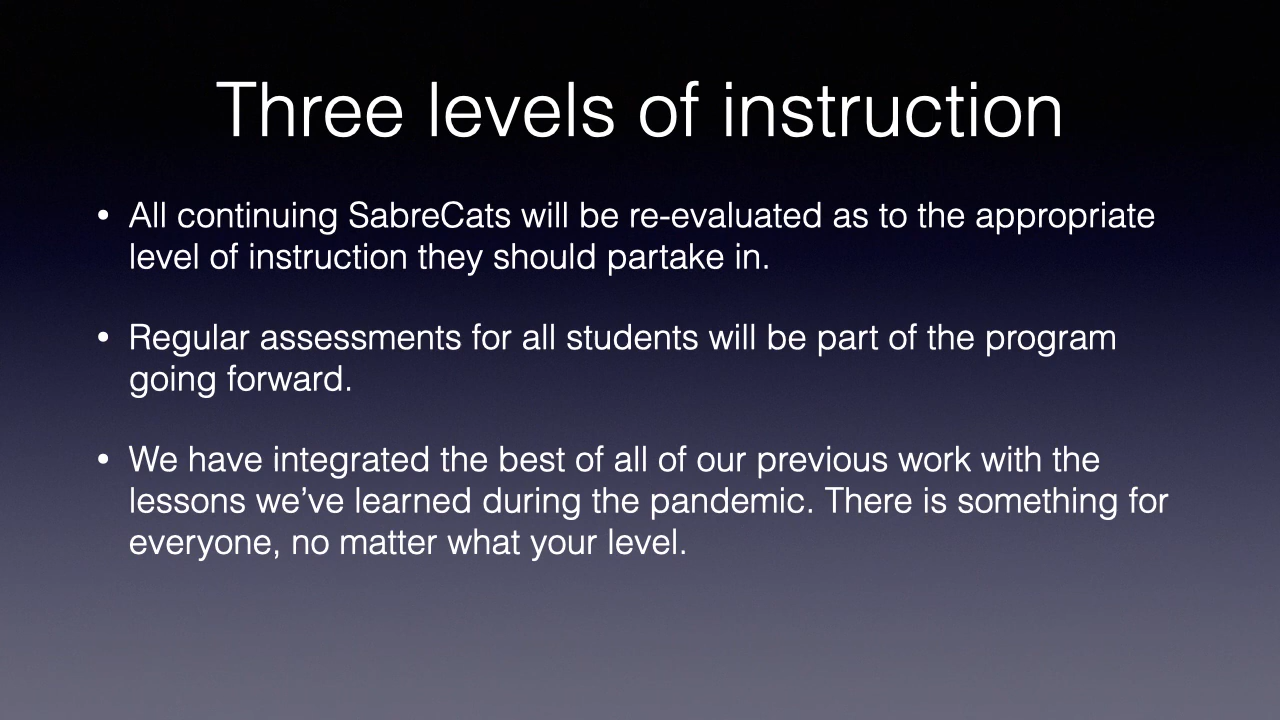 Three levels of instruction
• All continuing SabreCats will be re-evaluated as to the appropriate
level of instruction they should partake in.
• Regular assessments for all students will be part of the program
going forward.
• We have integrated the best of all of our previous work with the
lessons we’ve learned during the pandemic. There is something for
everyone, no matter what your level.